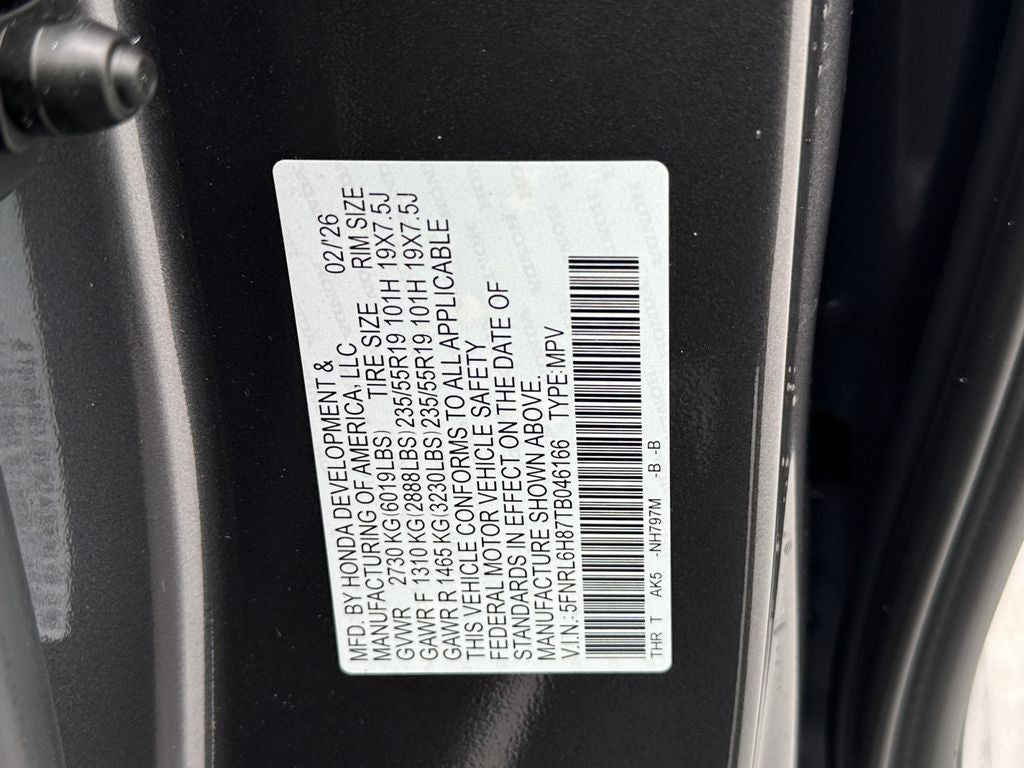 MFD. BY HONDA DEVELOPMENT &
MANUFACTURING OF AMERICA, LLC 02/'26
TIRE SIZE RIM SIZE
GVWR 2730 KG(6019LBS)
GAWR F 1310 KG(2888LBS) 235/55R19 101H 19X7.5J
GAWR R 1465 KG(3230LBS) 235/55R19 101H 19X7.5J
THIS VEHICLE CONFORMS TO ALL APPLICABLE
FEDERAL MOTOR VEHICLE SAFETY
STANDARDS IN EFFECT ON THE DATE OF
MANUFACTURE SHOWN ABOVE.
V.I.N: 5FNRL6H87TB046166 TYPE:MPV
THR T AK5 -NH797M -B -B